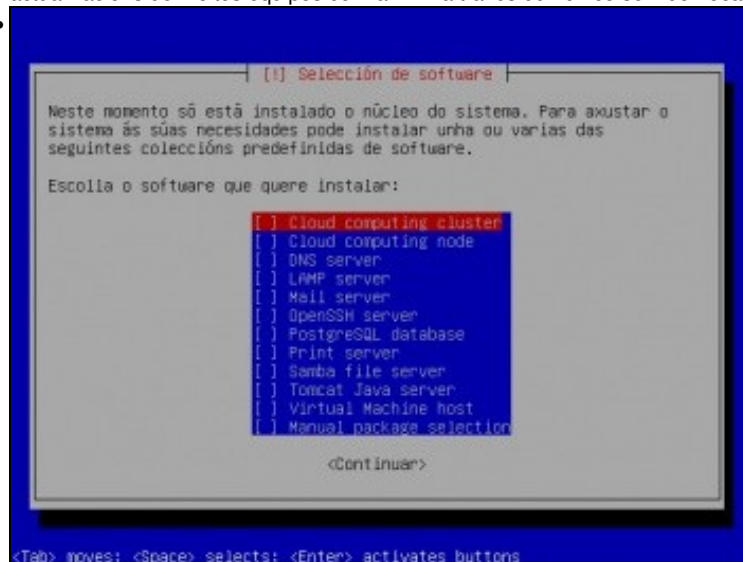 [!] Selección de software
Neste momento só está instalado o núcleo do sistema. Para axustar o
sistema ás súas necesidades pode instalar unha ou varias das
seguintes coleccións predefinidas de software.
Escolla o software que quere instalar:
[ ] Cloud computing cluster
[ ] Cloud computing node
[ ] DNS server
[ ] LAMP server
[ ] Mail server
[ ] OpenSSH server
[ ] PostgreSQL database
[ ] Print server
[ ] Samba file server
[ ] Tomcat Java server
[ ] Virtual Machine host
[ ] Manual package selection
<Continuar>
<Tab> moves; <Space> selects; <Enter> activates buttons